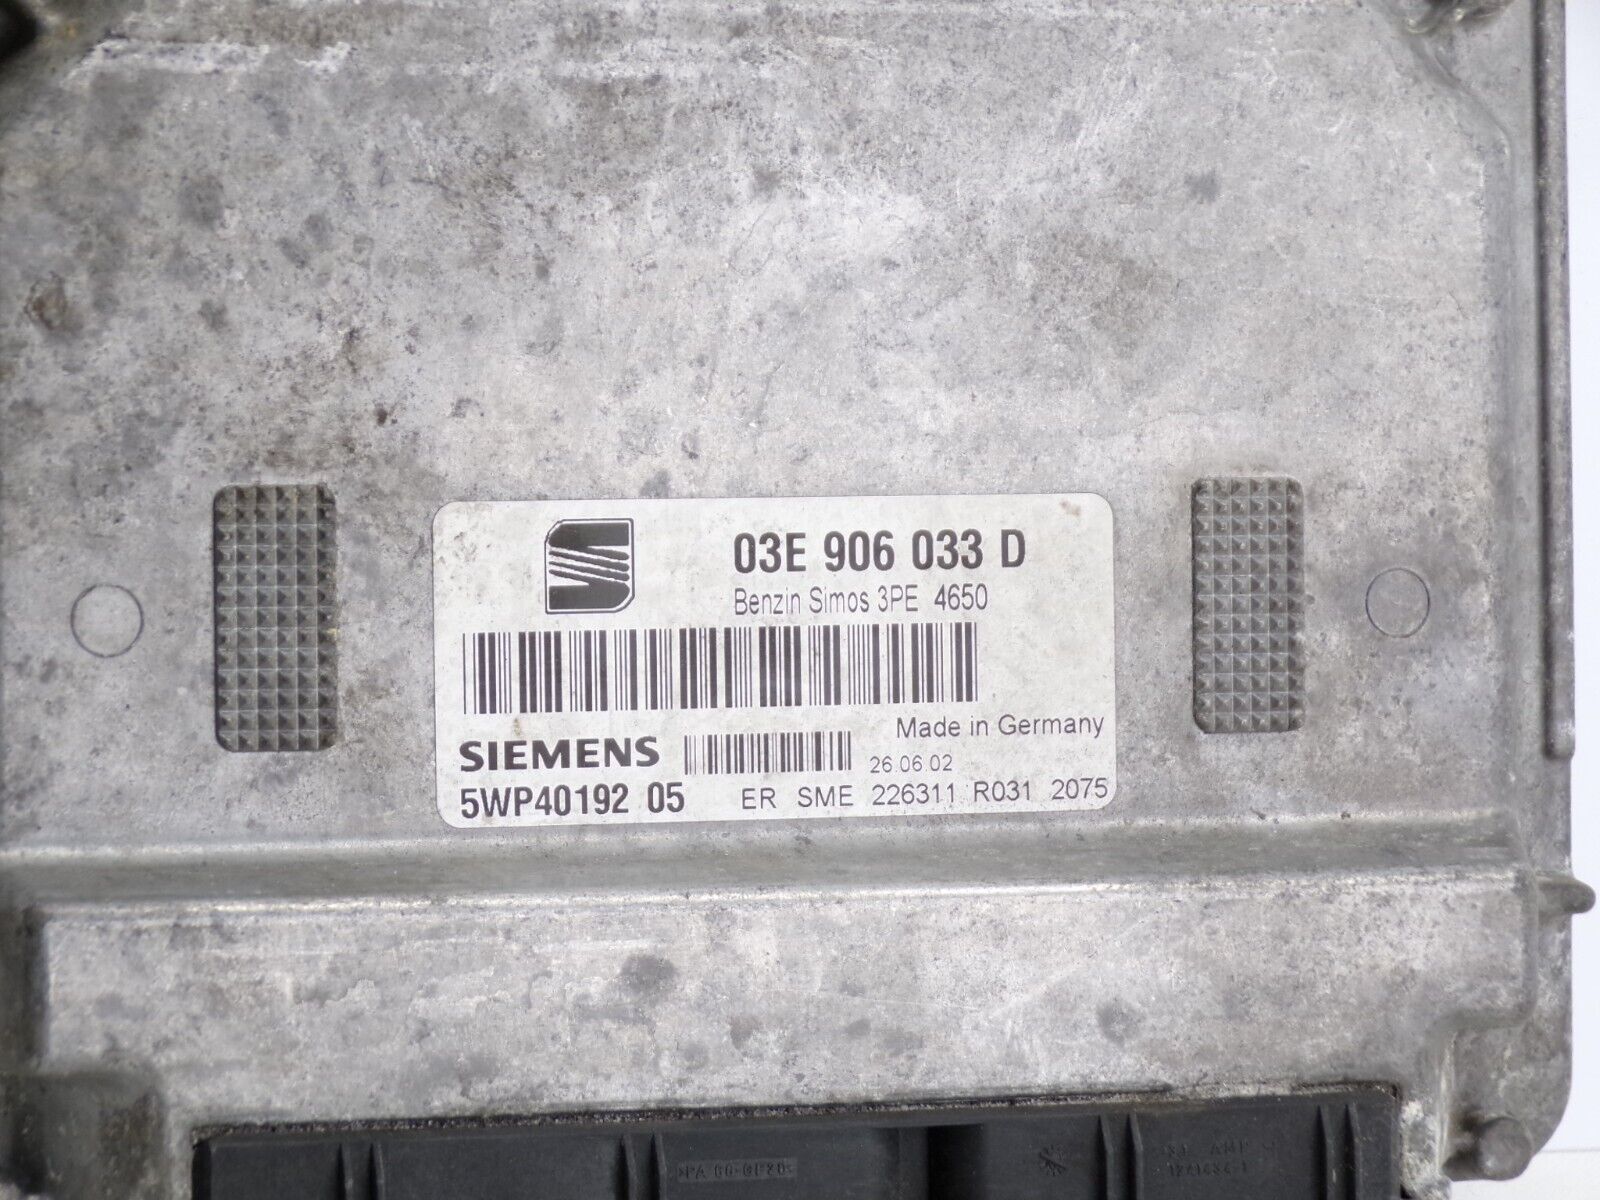 03E 906 033 D
Benzin Simos 3PE 4650
Made in Germany
SIEMENS
26.06.02
5WP40192 05 ER SME 226311 R031 2075
AMP